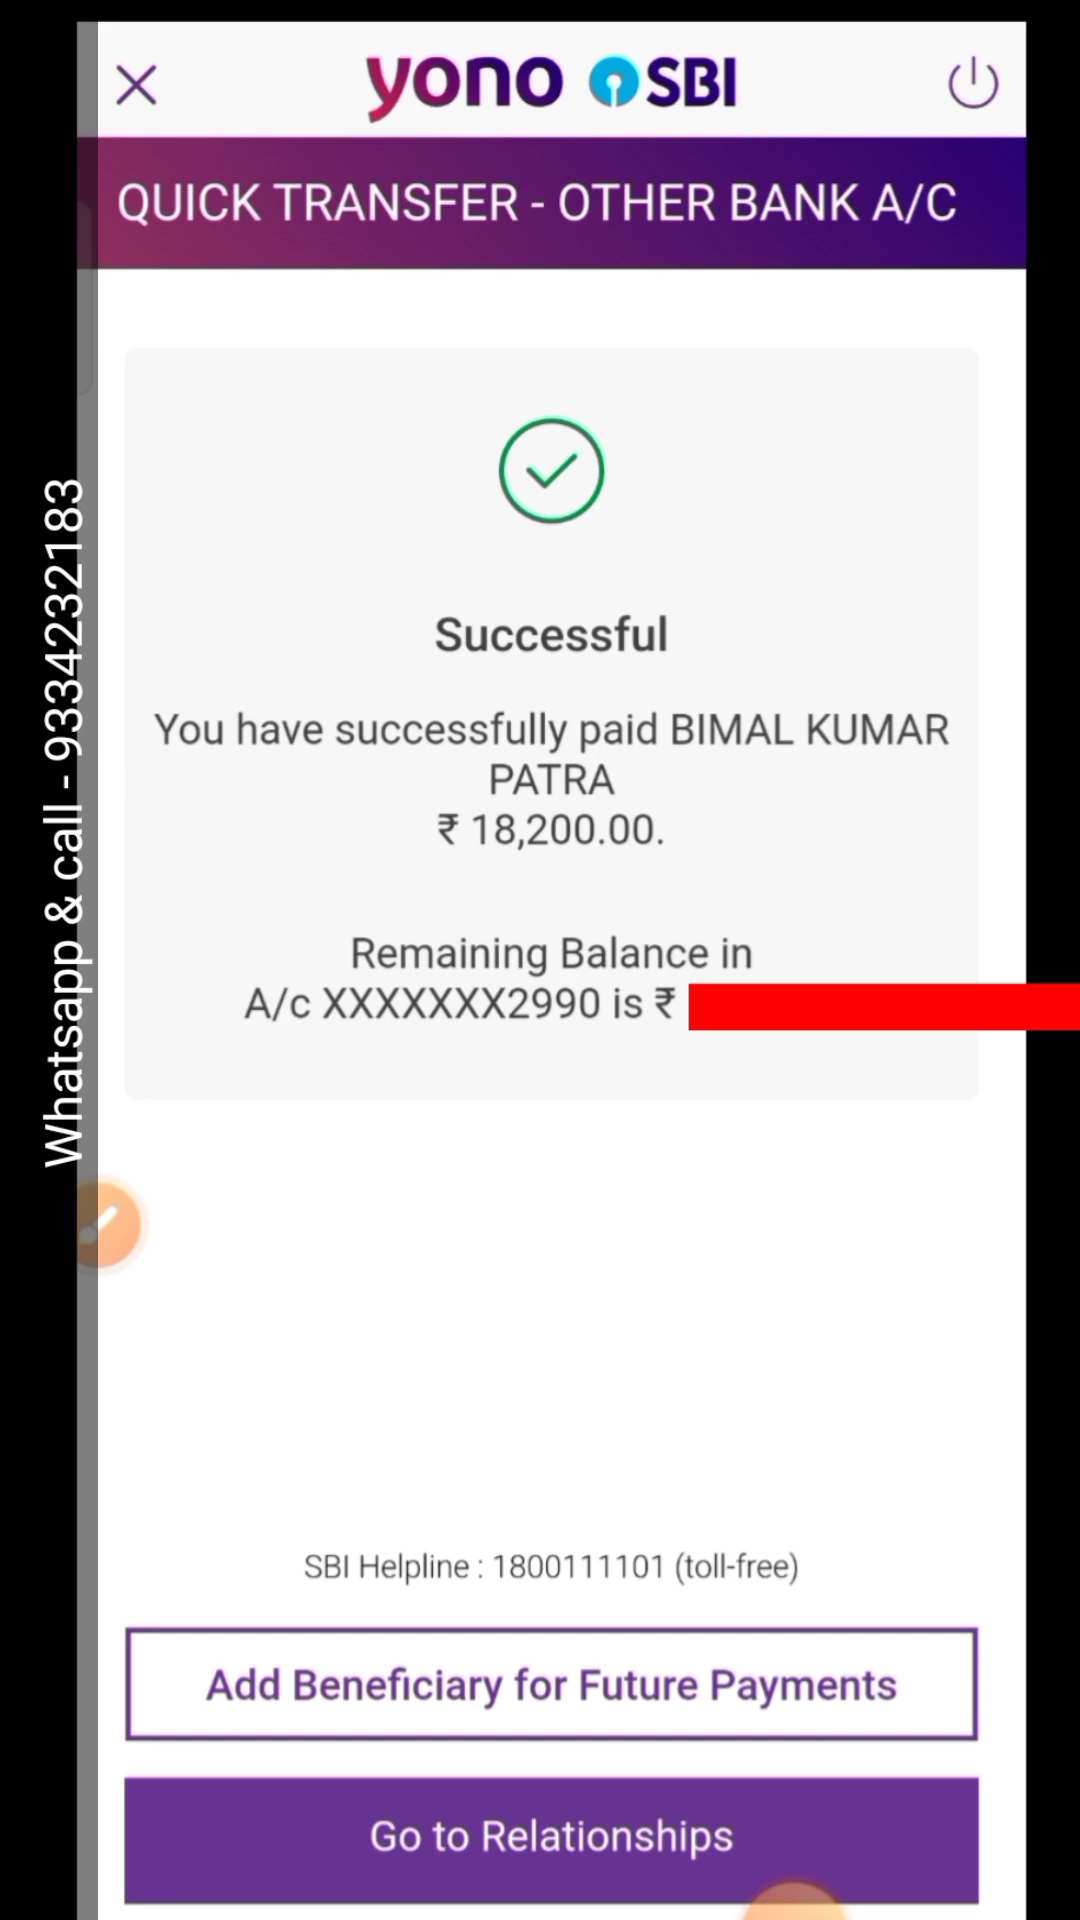 yono SBI
QUICK TRANSFER - OTHER BANK A/C
Successful
You have successfully paid BIMAL KUMAR
PATRA
₹ 18,200.00.
Remaining Balance in
A/c XXXXXXX2990 is ₹
Whatsapp & call - 9334232183
SBI Helpline : 1800111101 (toll-free)
Add Beneficiary for Future Payments
Go to Relationships